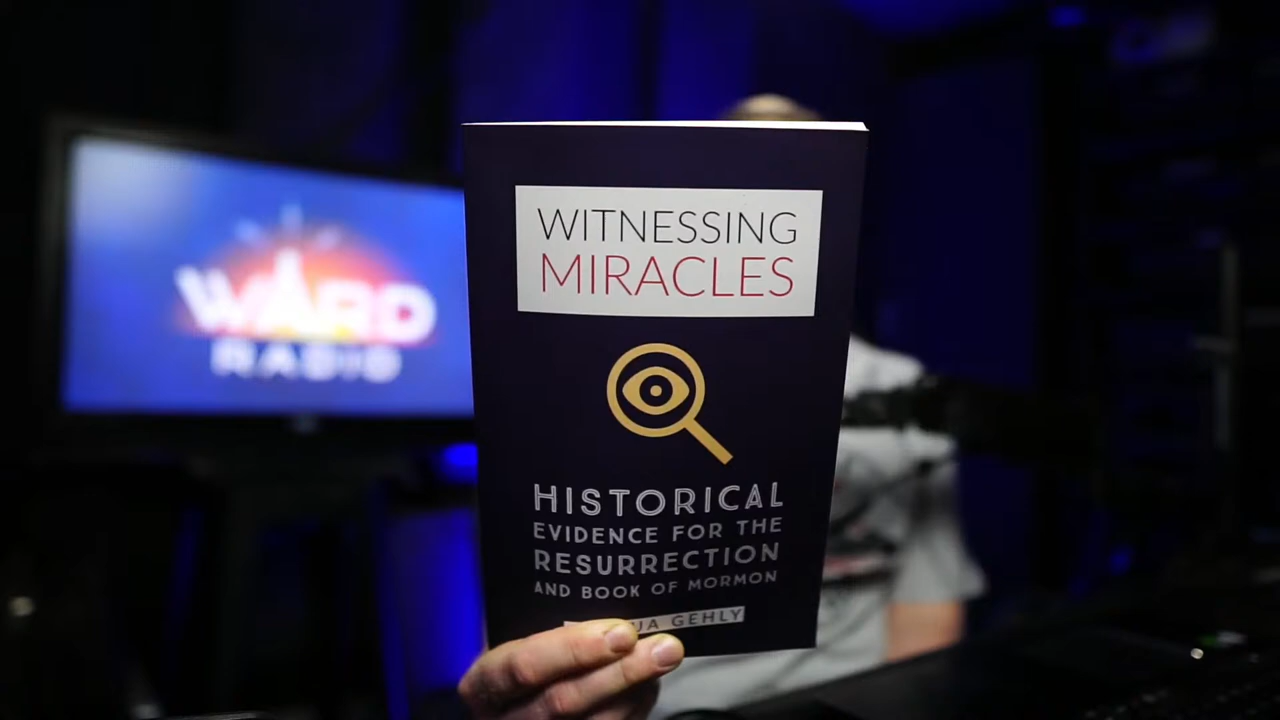 WARD
RADIO
WITNESSING
MIRACLES
HISTORICAL
EVIDENCE FOR THE
RESURRECTION
AND BOOK OF MORMON
GEHLY